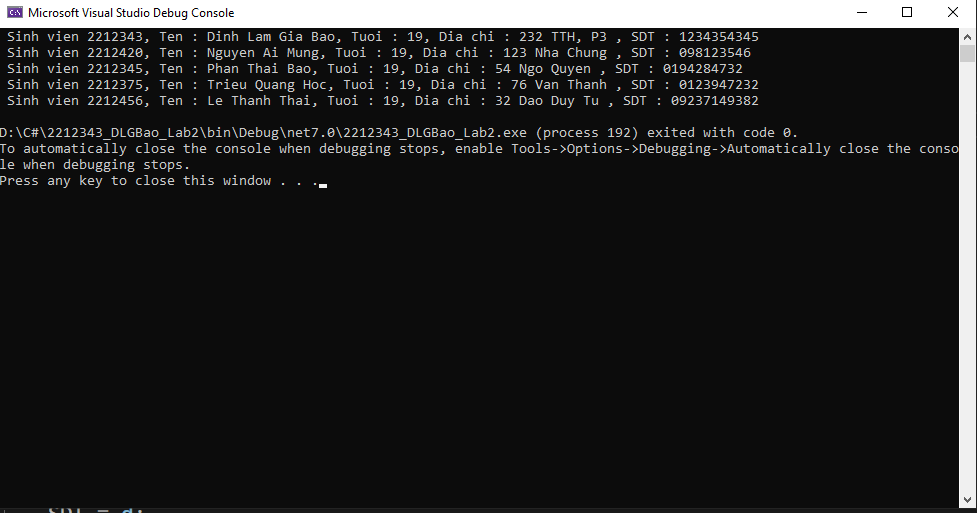 Microsoft Visual Studio Debug Console
Sinh vien 2212343, Ten : Dinh Lam Gia Bao, Tuoi : 19, Dia chi : 232 TTH, P3 , SDT : 1234354345
Sinh vien 2212420, Ten : Nguyen Ai Mung, Tuoi : 19, Dia chi : 123 Nha Chung , SDT : 098123546
Sinh vien 2212345, Ten : Phan Thai Bao, Tuoi : 19, Dia chi : 54 Ngo Quyen , SDT : 0194284732
Sinh vien 2212375, Ten : Trieu Quang Hoc, Tuoi : 19, Dia chi : 76 Van Thanh , SDT : 0123947232
Sinh vien 2212456, Ten : Le Thanh Thai, Tuoi : 19, Dia chi : 32 Dao Duy Tu , SDT : 09237149382
D:\C#\2212343_DLGBao_Lab2\bin\Debug\net7.0\2212343_DLGBao_Lab2.exe (process 192) exited with code 0.
To automatically close the console when debugging stops, enable Tools->Options->Debugging->Automatically close the conso
le when debugging stops.
Press any key to close this window . . .